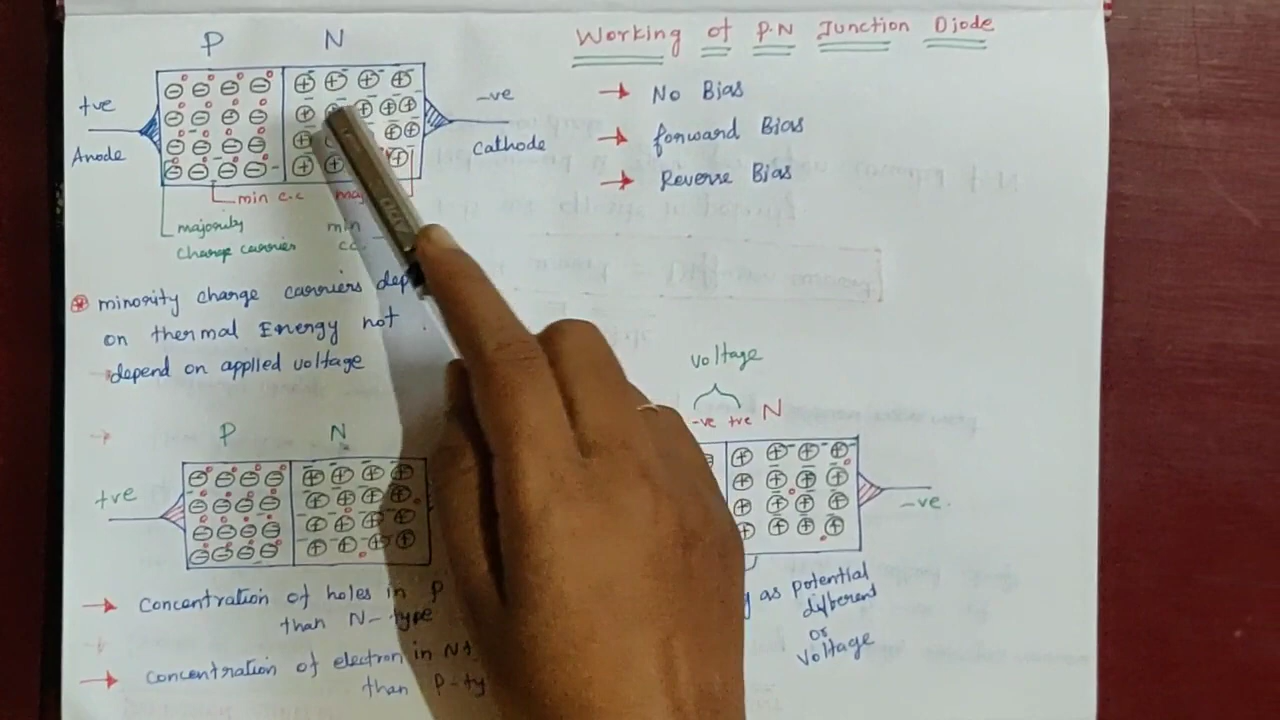 Working of P.N Junction Diode
P N
+ve
Anode
-ve
Cathode
→ No Bias
→ forward Bias
→ Reverse Bias
min c.c
majority
charge carries
min
cc.
minority charge carriers
on thermal Energy not
depend on applied voltage
P N
+ve
voltage
-ve +ve N
-ve.
→ Concentration of holes in P
than N-type
→ Concentration of electron in N
than P-ty
as potential
different
or
voltage